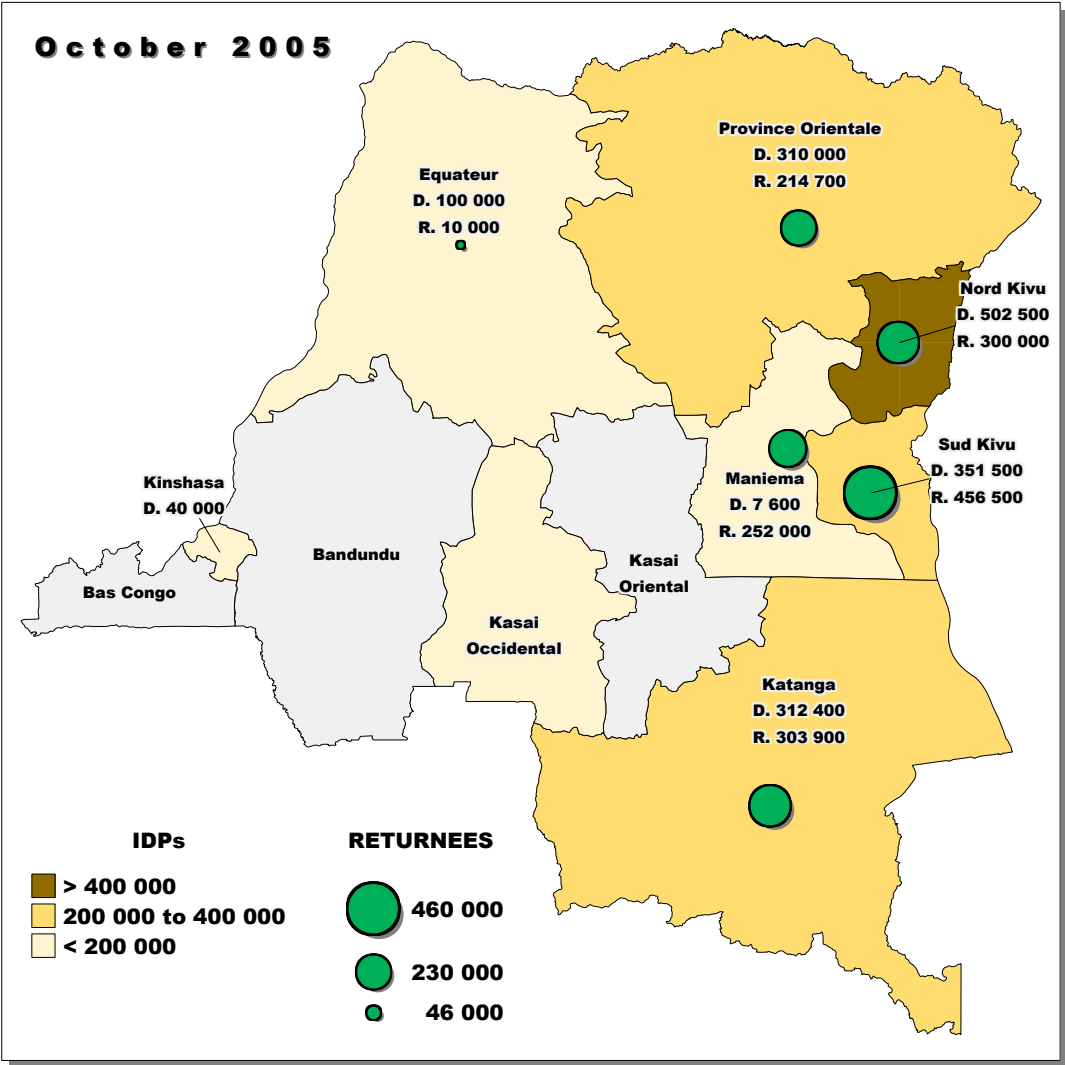 October 2005
Province Orientale
D. 310 000
R. 214 700
Equateur
D. 100 000
R. 10 000
Nord Kivu
D. 502 500
R. 300 000
Sud Kivu
D. 351 500
R. 456 500
Kinshasa
D. 40 000
Maniema
D. 7 600
R. 252 000
Bandundu
Kasai
Oriental
Bas Congo
Kasai
Occidental
Katanga
D. 312 400
R. 303 900
IDPs
> 400 000
200 000 to 400 000
< 200 000
RETURNEES
460 000
230 000
46 000